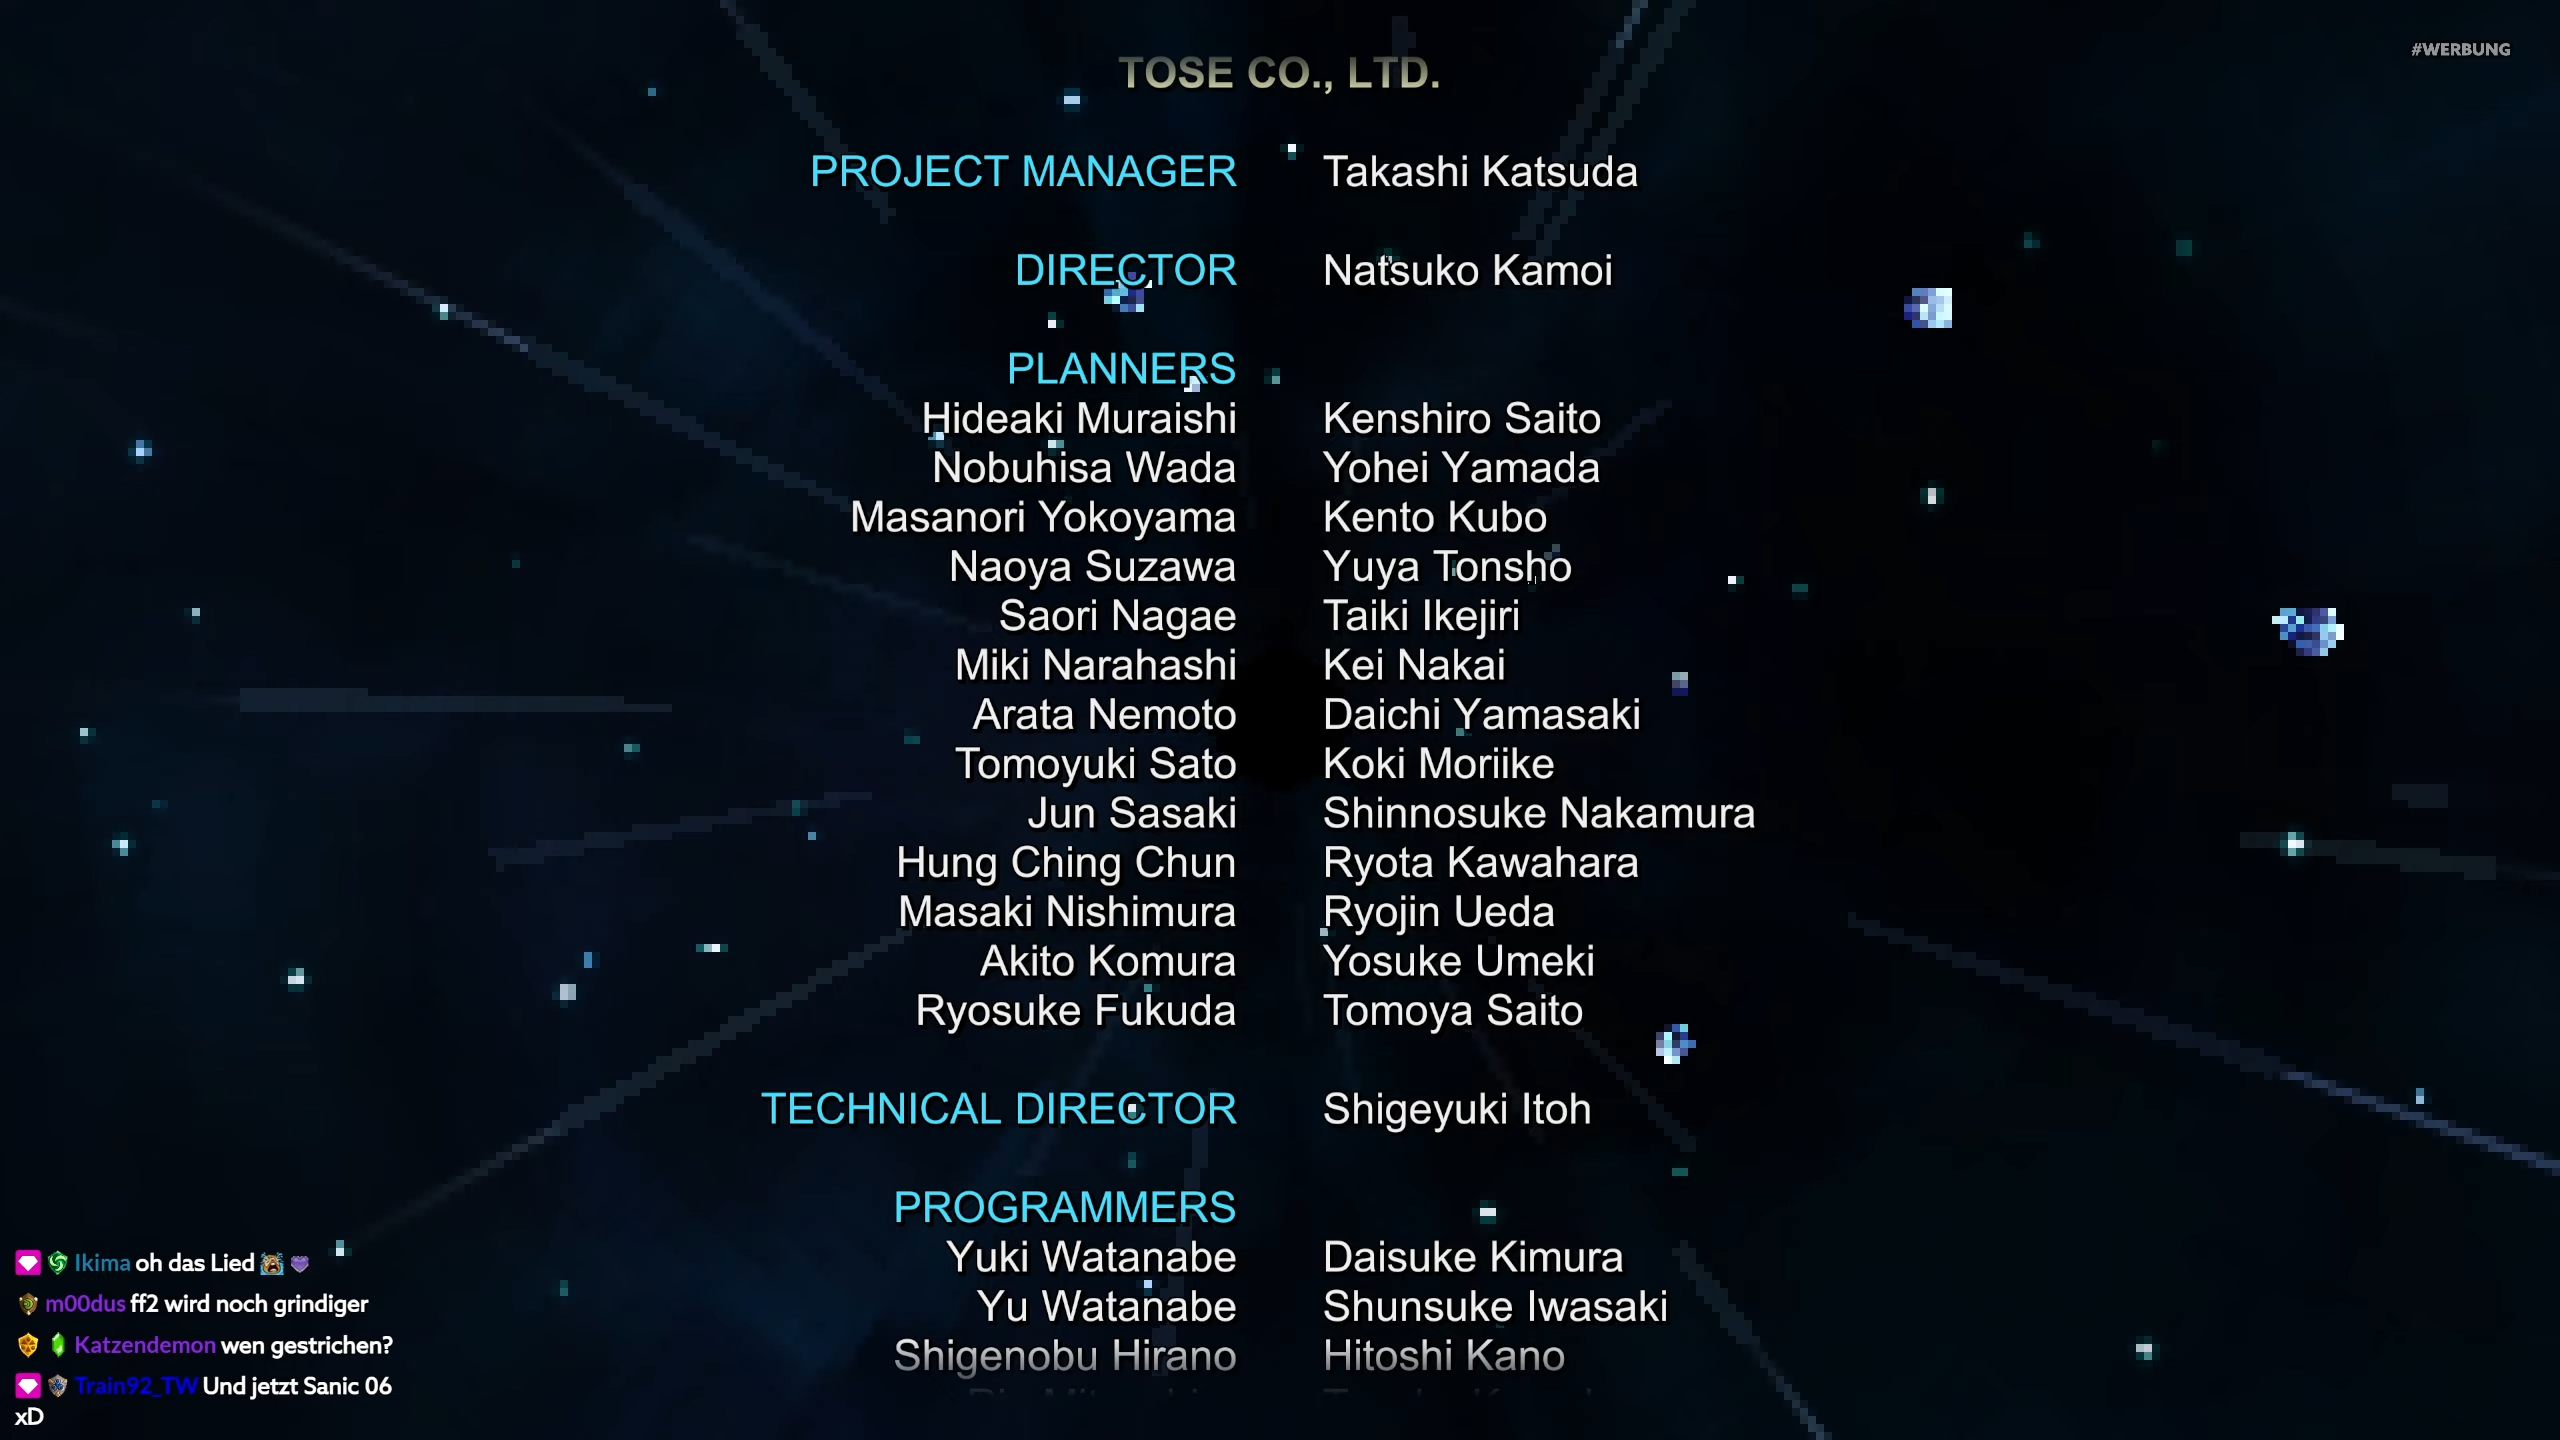 #WERBUNG
TOSE CO., LTD.
PROJECT MANAGER Takashi Katsuda
DIRECTOR Natsuko Kamoi
PLANNERS
Hideaki Muraishi Kenshiro Saito
Nobuhisa Wada Yohei Yamada
Masanori Yokoyama Kento Kubo
Naoya Suzawa Yuya Tonsho
Saori Nagae Taiki Ikejiri
Miki Narahashi Kei Nakai
Arata Nemoto Daichi Yamasaki
Tomoyuki Sato Koki Moriike
Jun Sasaki Shinnosuke Nakamura
Hung Ching Chun Ryota Kawahara
Masaki Nishimura Ryojin Ueda
Akito Komura Yosuke Umeki
Ryosuke Fukuda Tomoya Saito
TECHNICAL DIRECTOR Shigeyuki Itoh
PROGRAMMERS
Yuki Watanabe Daisuke Kimura
Yu Watanabe Shunsuke Iwasaki
Shigenobu Hirano Hitoshi Kano
Ikima oh das Lied
m00dus ff2 wird noch grindiger
Katzendemon wen gestrichen?
Train92_TW Und jetzt Sanic 06
xD